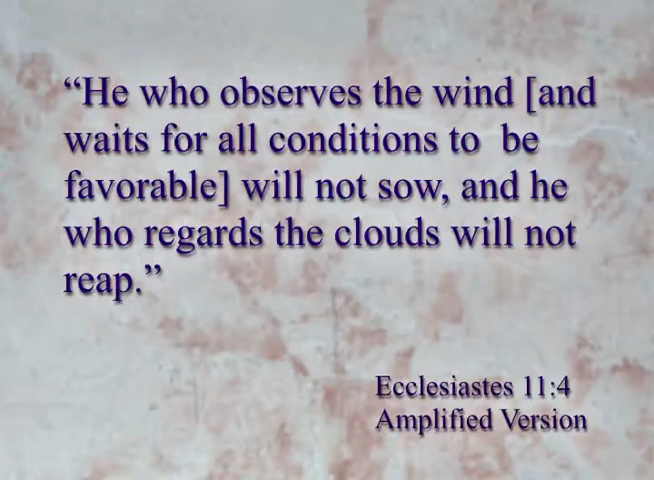 “He who observes the wind [and
waits for all conditions to  be
favorable] will not sow, and he
who regards the clouds will not
reap.”
Ecclesiastes 11:4
Amplified Version